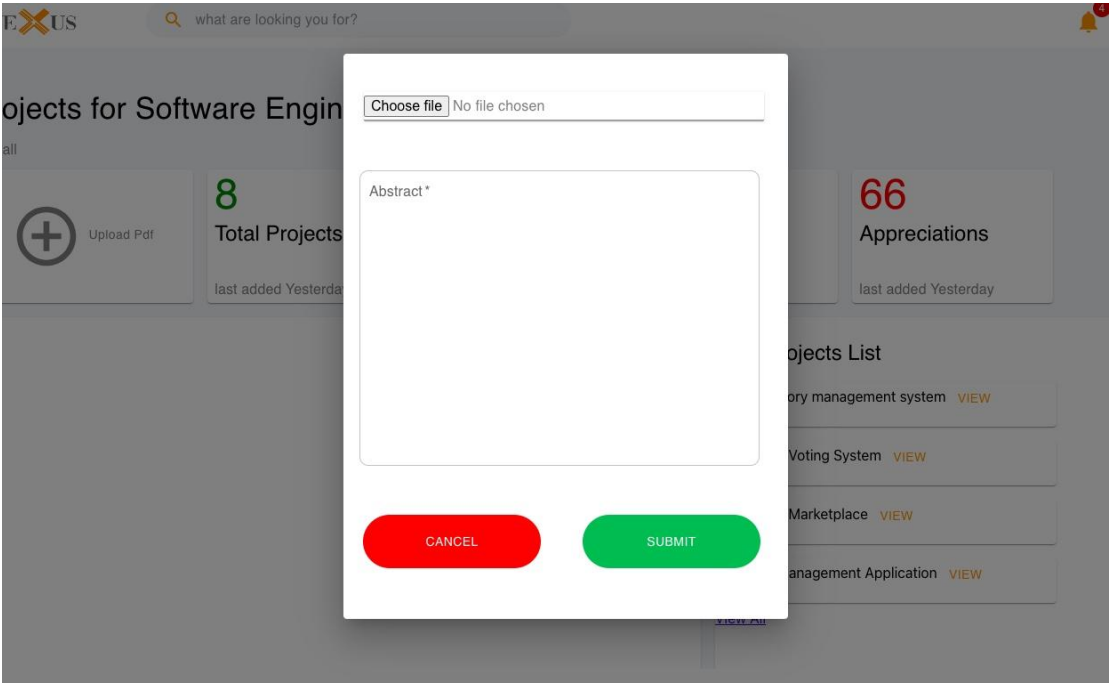 EXUS
what are looking you for?
4
ojects for Software Engin
all
Choose file No file chosen
Abstract *
Upload Pdf
8
Total Projects
last added Yesterda
66
Appreciations
last added Yesterday
ojects List
ory management system VIEW
Voting System VIEW
Marketplace VIEW
anagement Application VIEW
View All
CANCEL
SUBMIT